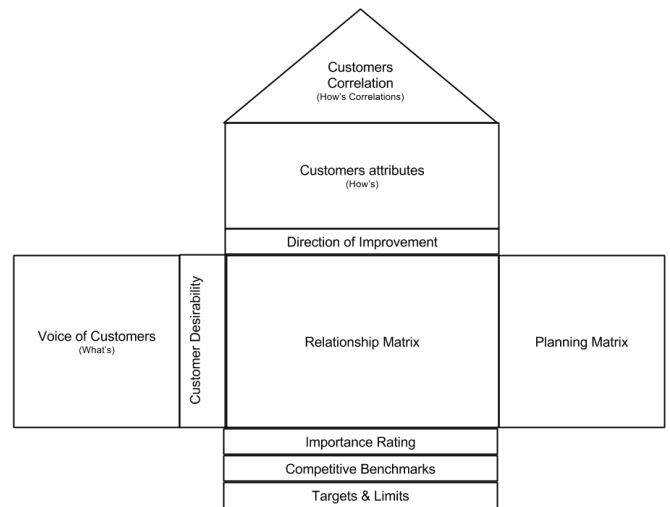 Customers
Correlation
(How's Correlations)
Customers attributes
(How's)
Direction of Improvement
Voice of Customers
(What's)
Customer Desirability
Relationship Matrix
Planning Matrix
Importance Rating
Competitive Benchmarks
Targets & Limits